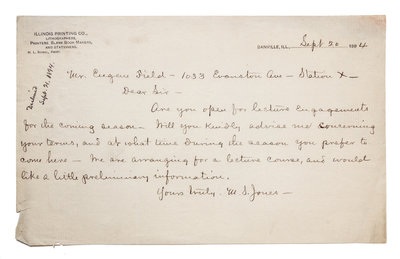 ILLINOIS PRINTING CO.,
LITHOGRAPHERS,
PRINTERS, BLANK BOOK MAKERS,
AND STATIONERS.
DANVILLE, ILL., Sept 20 1894
Sept. 21, 1894.
Mr. Eugene Field - 1033 Evanston Ave - Station X -
Dear Sir -
Are you open for lecture engagements
for the coming season - Will you kindly advise me concerning
your terms, and at what time during the season you prefer to
come here - We are arranging for a lecture course, and would
like a little preliminary information.
Yours truly. M. S. Jones -